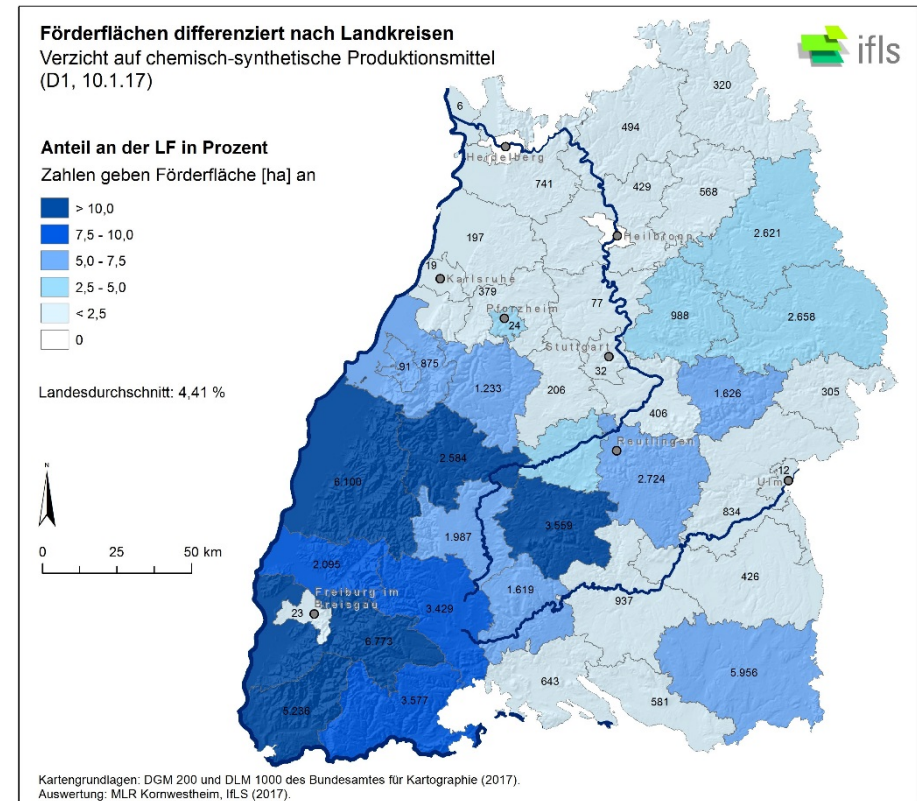 Förderflächen differenziert nach Landkreisen
Verzicht auf chemisch-synthetische Produktionsmittel
(D1, 10.1.17)
ifls
Anteil an der LF in Prozent
Zahlen geben Förderfläche [ha] an
> 10,0
7,5 - 10,0
5,0 - 7,5
2,5 - 5,0
< 2,5
0
Landesdurchschnitt: 4,41 %
N
0 25 50 km
320
6
494
Heidelberg
741
429
568
197
Heilbronn
2.621
19
Karlsruhe
379
77
Pforzheim
24
988
2.658
Stuttgart
32
91
875
1.233
206
406
1.626
305
Reutlingen
2.584
2.724
12
Ulm
6.100
834
3.559
1.987
2.095
426
Freiburg im
Breisgau
23
3.429
1.619
937
6.773
5.956
643
581
3.577
5.236
Kartengrundlagen: DGM 200 und DLM 1000 des Bundesamtes für Kartographie (2017).
Auswertung: MLR Kornwestheim, IfLS (2017).